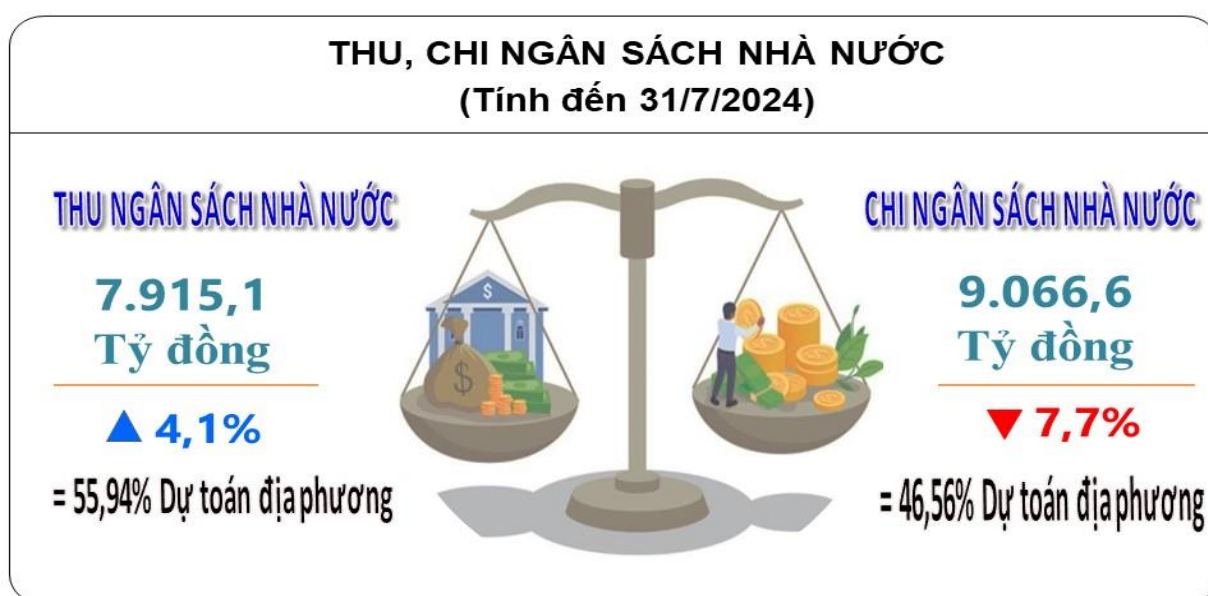 THU, CHI NGÂN SÁCH NHÀ NƯỚC
(Tính đến 31/7/2024)
THU NGÂN SÁCH NHÀ NƯỚC
7.915,1
Tỷ đồng
▲ 4,1%
= 55,94% Dự toán địa phương
$
$
CHI NGÂN SÁCH NHÀ NƯỚC
9.066,6
Tỷ đồng
▼ 7,7%
= 46,56% Dự toán địa phương